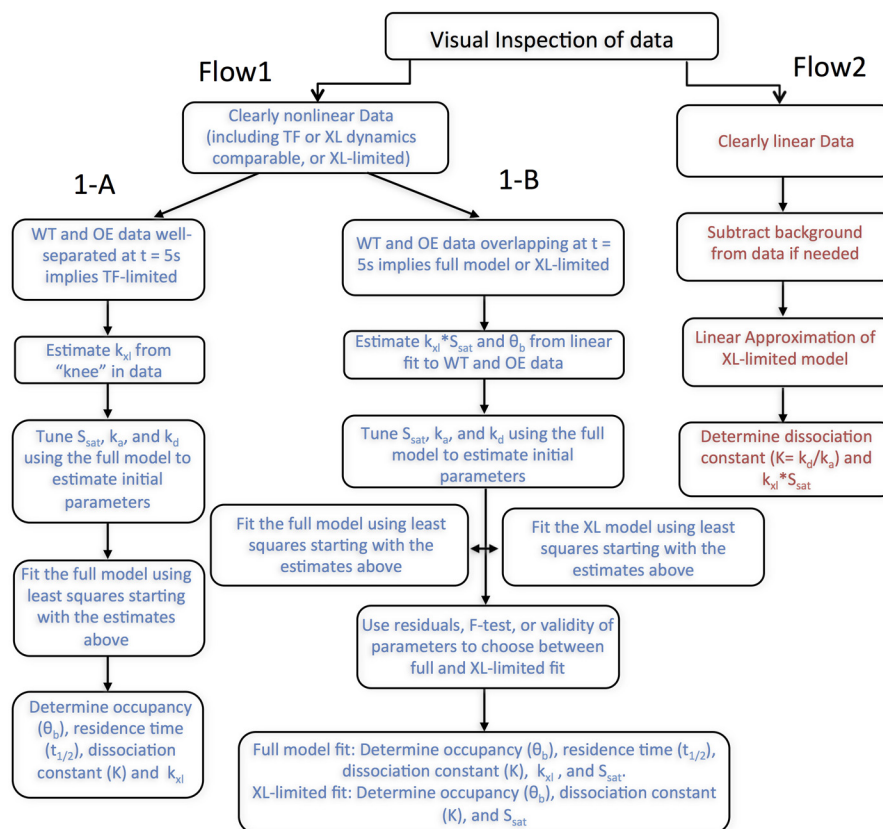 Visual Inspection of data
Flow1
Flow2
Clearly nonlinear Data
(including TF or XL dynamics
comparable, or XL-limited)
1-A
1-B
WT and OE data well-
separated at t = 5s
implies TF-limited
Estimate kxl from
“knee” in data
Tune Ssat, ka, and kd
using the full model to
estimate initial
parameters
Fit the full model using
least squares starting
with the estimates
above
Determine occupancy
(θb), residence time
(t1/2), dissociation
constant (K) and kxl
WT and OE data overlapping at t =
5s implies full model or XL-limited
Estimate kxl*Ssat and θb from linear
fit to WT and OE data
Tune Ssat, ka, and kd using the full
model to estimate initial
parameters
Fit the full model using least
squares starting with the
estimates above
Fit the XL model using least
squares starting with the
estimates above
Use residuals, F-test, or validity of
parameters to choose between
full and XL-limited fit
Full model fit: Determine occupancy (θb), residence time (t1/2),
dissociation constant (K), kxl , and Ssat.
XL-limited fit: Determine occupancy (θb), dissociation constant
(K), and Ssat
Clearly linear Data
Subtract background
from data if needed
Linear Approximation of
XL-limited model
Determine dissociation
constant (K= kd/ka) and
kxl*Ssat